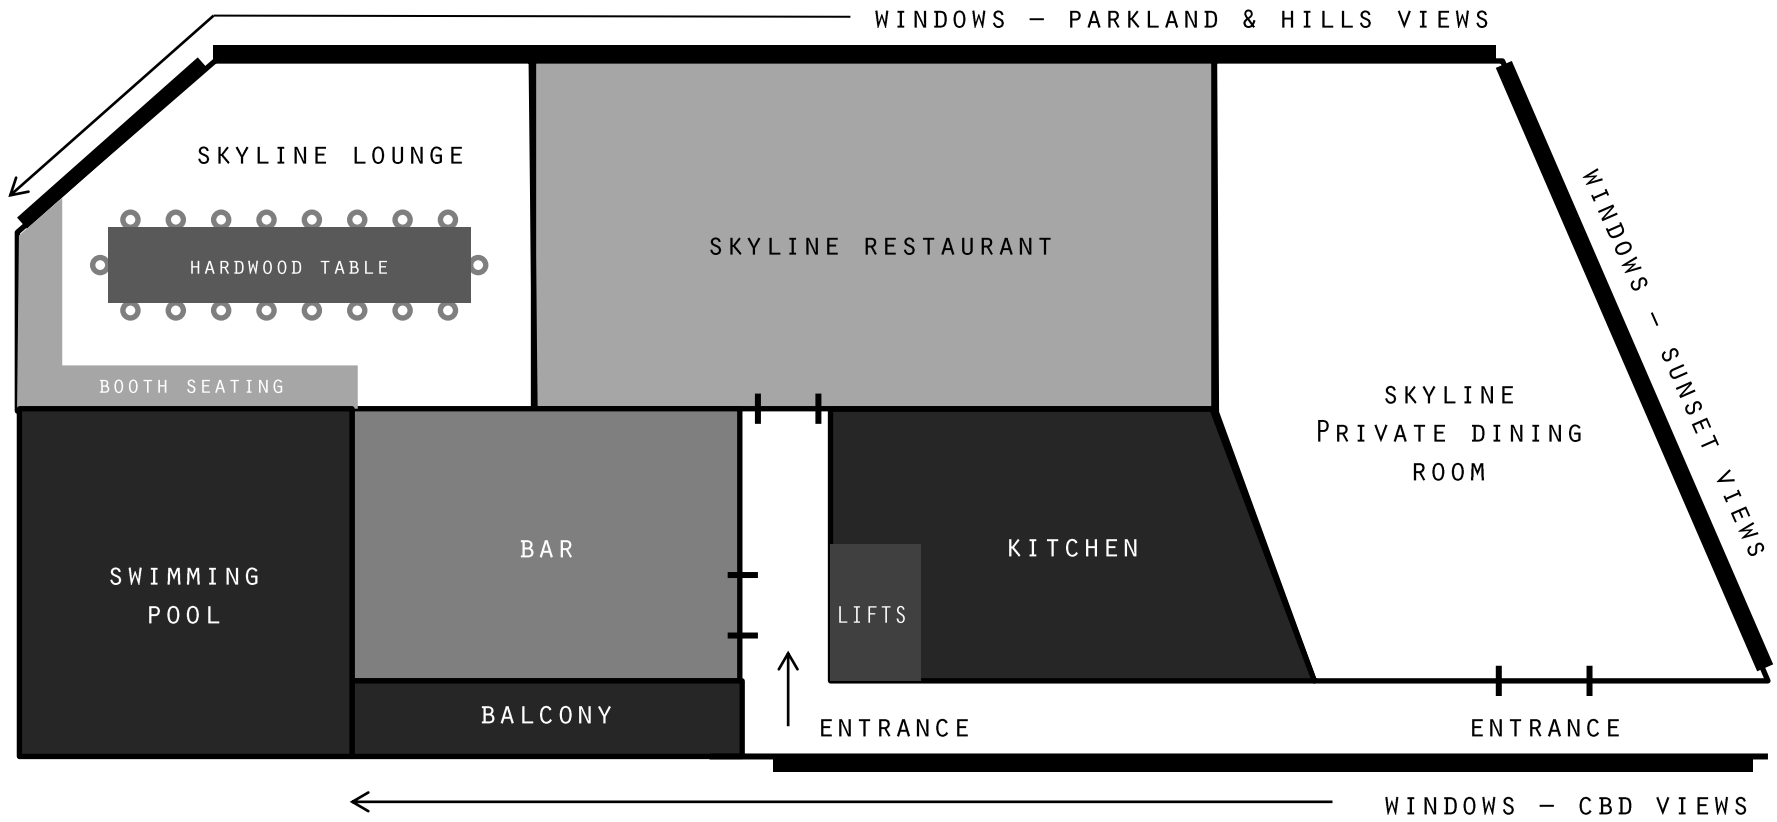 WINDOWS – PARKLAND & HILLS VIEWS
SKYLINE LOUNGE
HARDWOOD TABLE
BOOTH SEATING
SKYLINE RESTAURANT
WINDOWS – SUNSET VIEWS
SKYLINE
PRIVATE DINING
ROOM
SWIMMING
POOL
BAR
KITCHEN
LIFTS
BALCONY
ENTRANCE
ENTRANCE
WINDOWS – CBD VIEWS